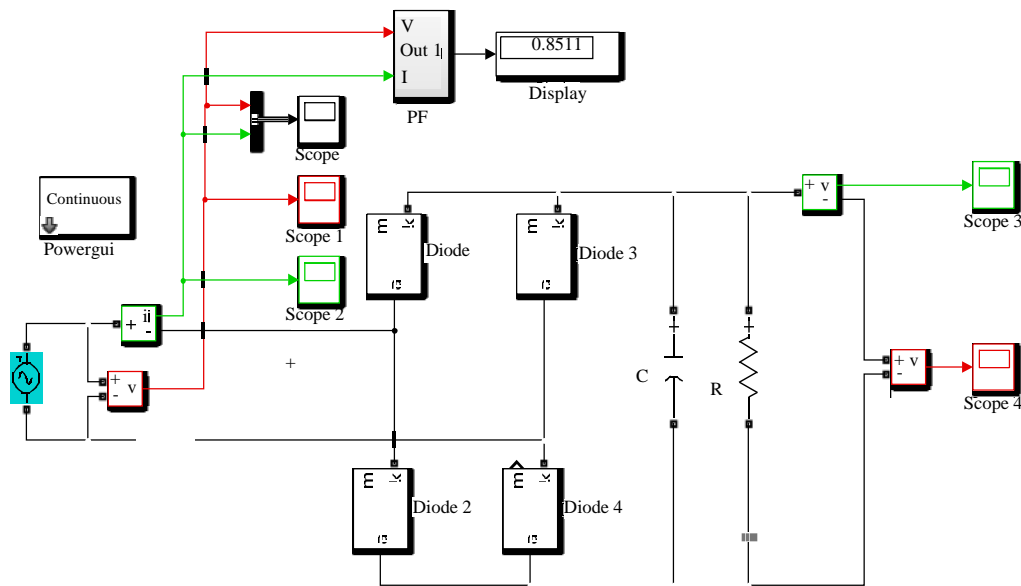 V
Out 1
I
PF
0.8511
Display
Scope
Continuous
Powergui
Scope 1
Scope 2
Scope 3
Scope 4
m k
a
Diode
m k
a
Diode 3
m k
a
Diode 2
m k
a
Diode 4
+ ii
-
+
- v
+
+ v
-
+
- v
+
C
+
R